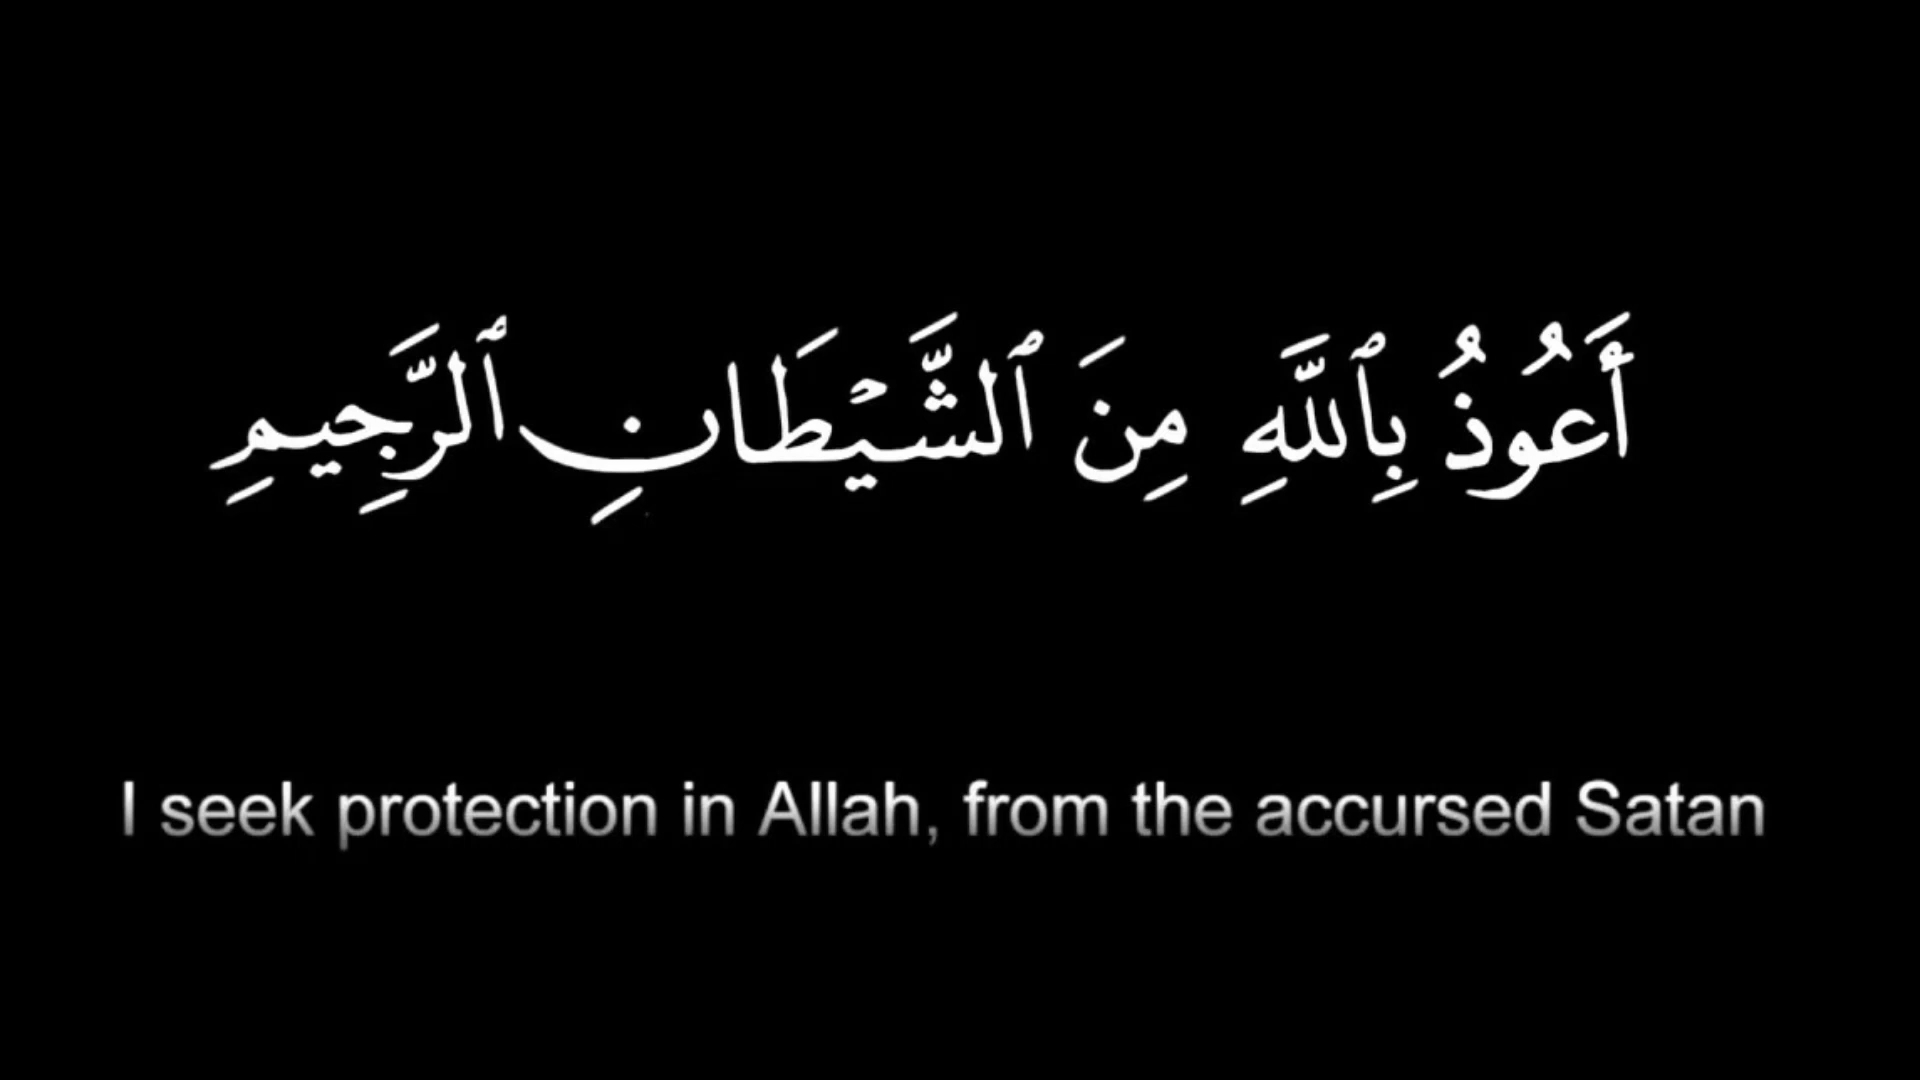 أَعُوذُ بِٱللَّهِ مِنَ ٱلشَّيْطَانِ ٱلرَّجِيمِ
I seek protection in Allah, from the accursed Satan